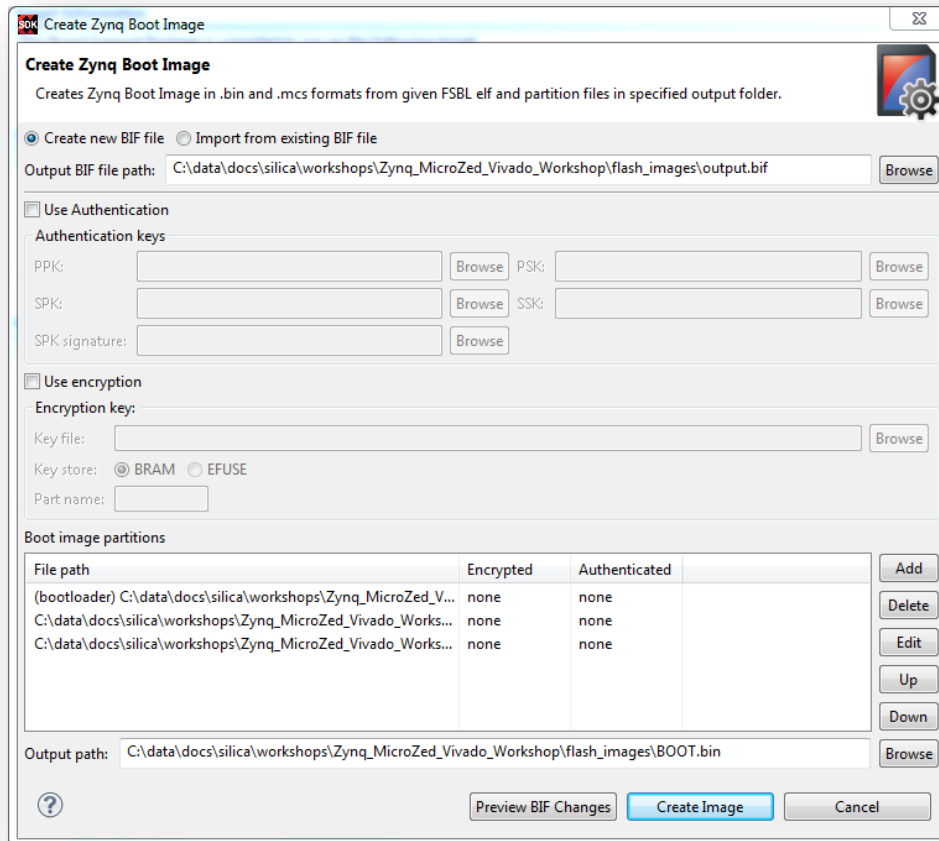 SDK Create Zynq Boot Image
Create Zynq Boot Image
Creates Zynq Boot Image in .bin and .mcs formats from given FSBL elf and partition files in specified output folder.
Create new BIF file Import from existing BIF file
Output BIF file path: C:\data\docs\silica\workshops\Zynq_MicroZed_Vivado_Workshop\flash_images\output.bif Browse
Use Authentication
Authentication keys
PPK: Browse PSK: Browse
SPK: Browse SSK: Browse
SPK signature: Browse
Use encryption
Encryption key:
Key file: Browse
Key store: BRAM EFUSE
Part name:
Boot image partitions
File path Encrypted Authenticated Add
(bootloader) C:\data\docs\silica\workshops\Zynq_MicroZed_V... none none
Delete
C:\data\docs\silica\workshops\Zynq_MicroZed_Vivado_Works... none none
C:\data\docs\silica\workshops\Zynq_MicroZed_Vivado_Works... none none
Edit
Up
Down
Output path: C:\data\docs\silica\workshops\Zynq_MicroZed_Vivado_Workshop\flash_images\BOOT.bin Browse
? Preview BIF Changes Create Image Cancel